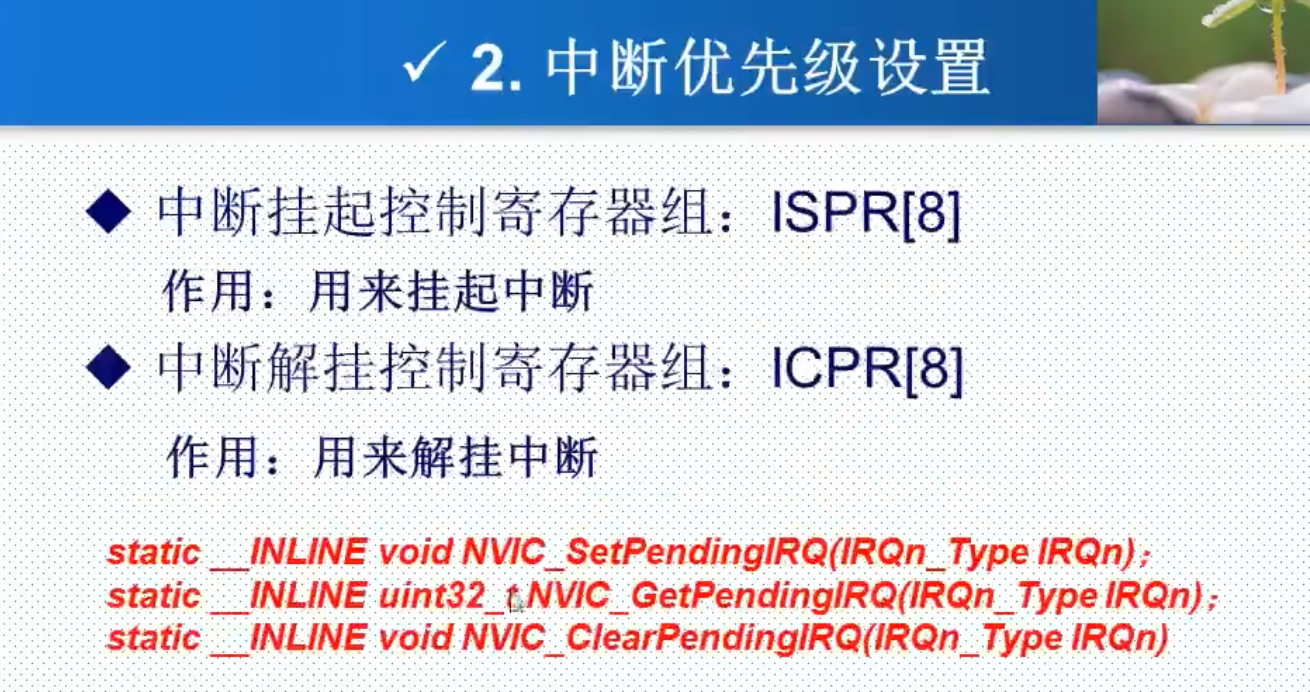 ✓ 2. 中断优先级设置
◆ 中断挂起控制寄存器组：ISPR[8]
作用：用来挂起中断
◆ 中断解挂控制寄存器组：ICPR[8]
作用：用来解挂中断
static __INLINE void NVIC_SetPendingIRQ(IRQn_Type IRQn)；
static __INLINE uint32_t NVIC_GetPendingIRQ(IRQn_Type IRQn)；
static __INLINE void NVIC_ClearPendingIRQ(IRQn_Type IRQn)